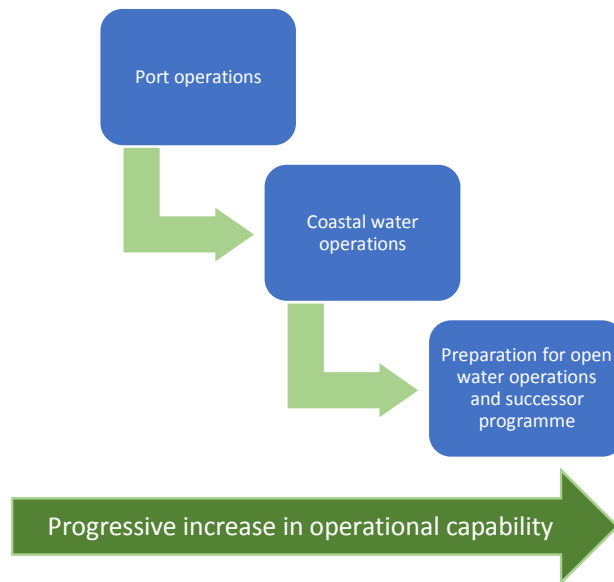 Port operations
Coastal water
operations
Preparation for open
water operations
and successor
programme
Progressive increase in operational capability